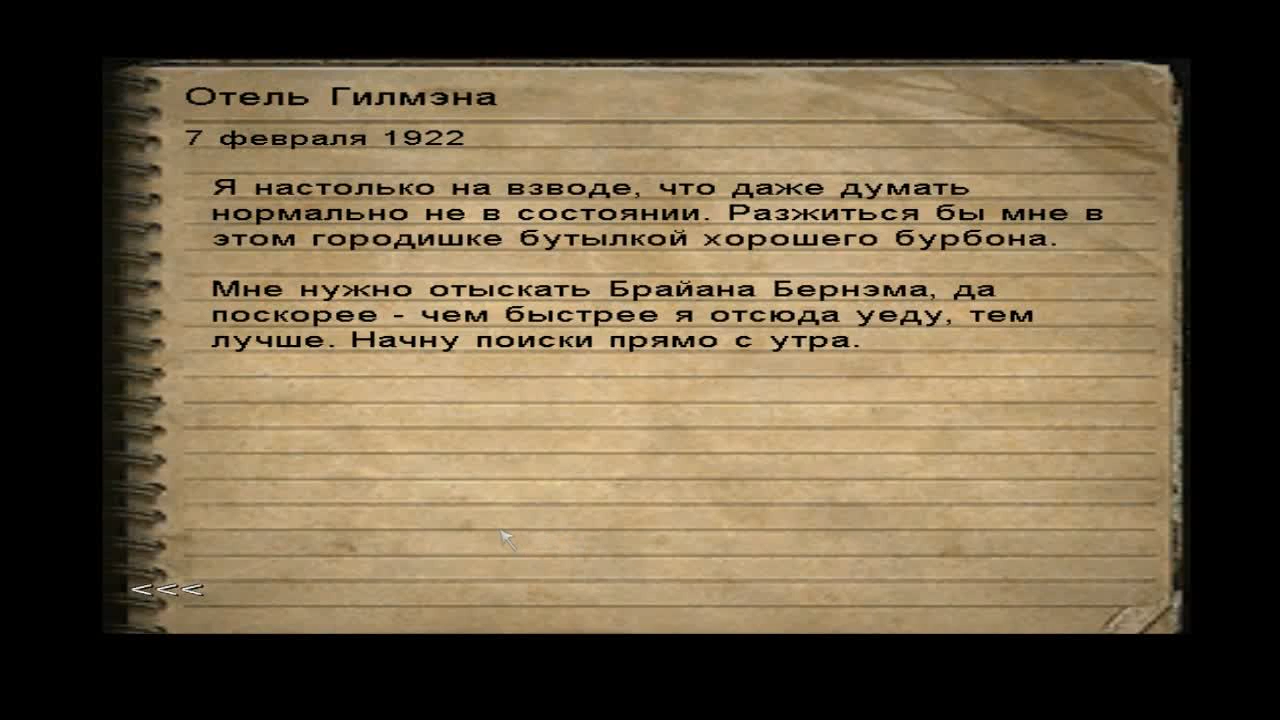 Отель Гилмэна
7 февраля 1922
Я настолько на взводе, что даже думать
нормально не в состоянии. Разжиться бы мне в
этом городишке бутылкой хорошего бурбона.
Мне нужно отыскать Брайана Бернэма, да
поскорее - чем быстрее я отсюда уеду, тем
лучше. Начну поиски прямо с утра.
<<<